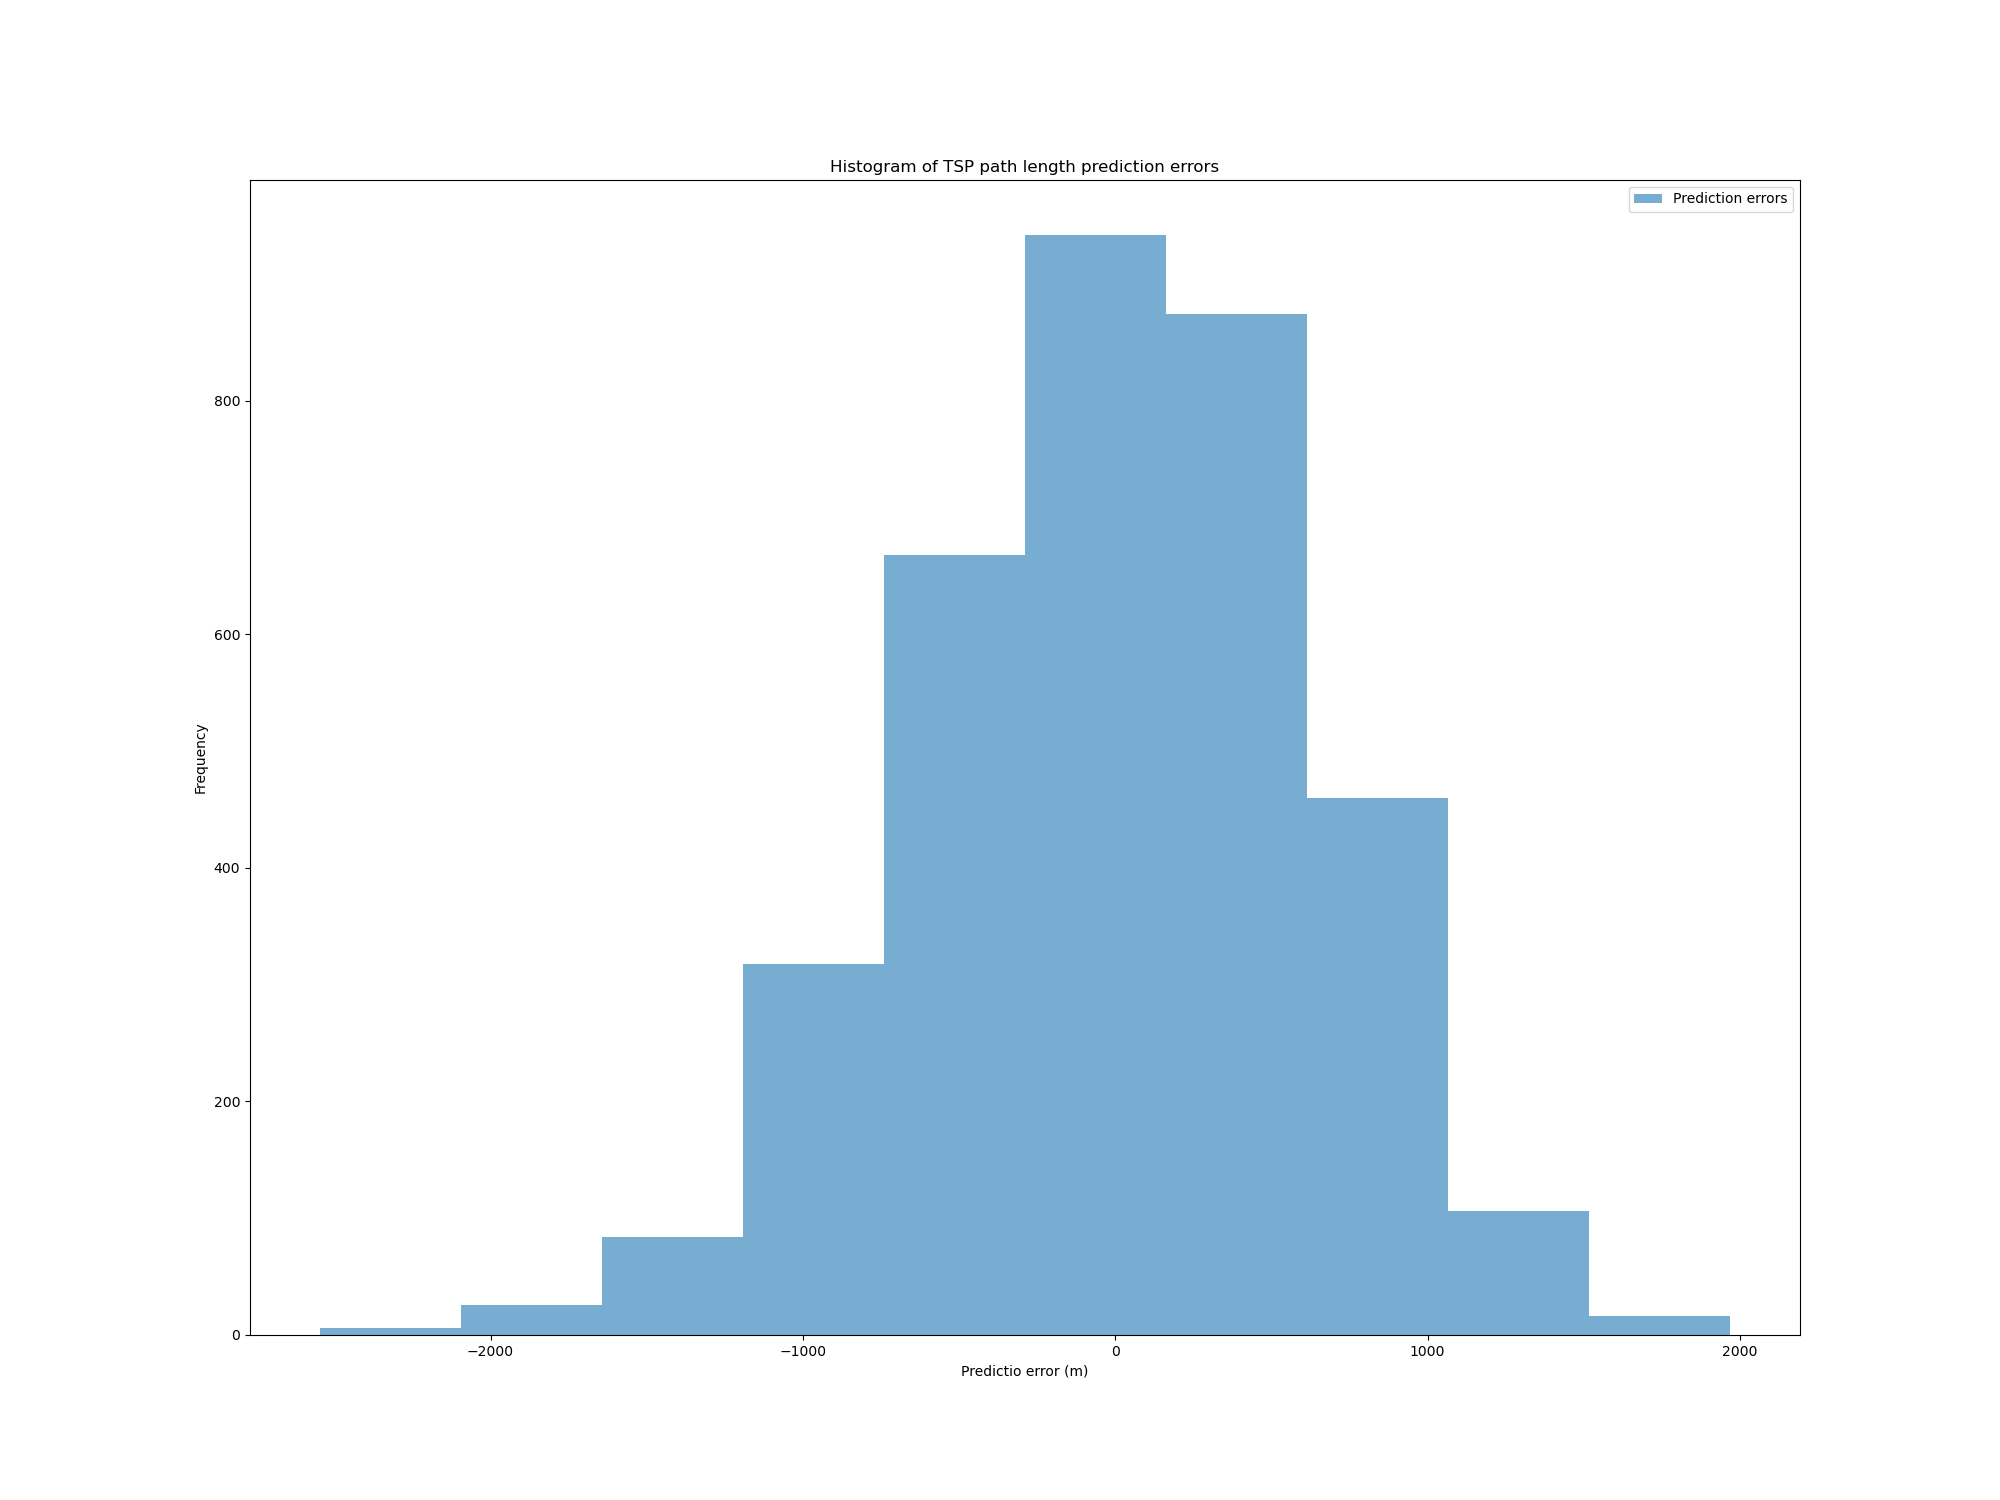 Histogram of TSP path length prediction errors
Prediction errors
800
600
400
200
0
Frequency
−2000
−1000
0
1000
2000
Predictio error (m)